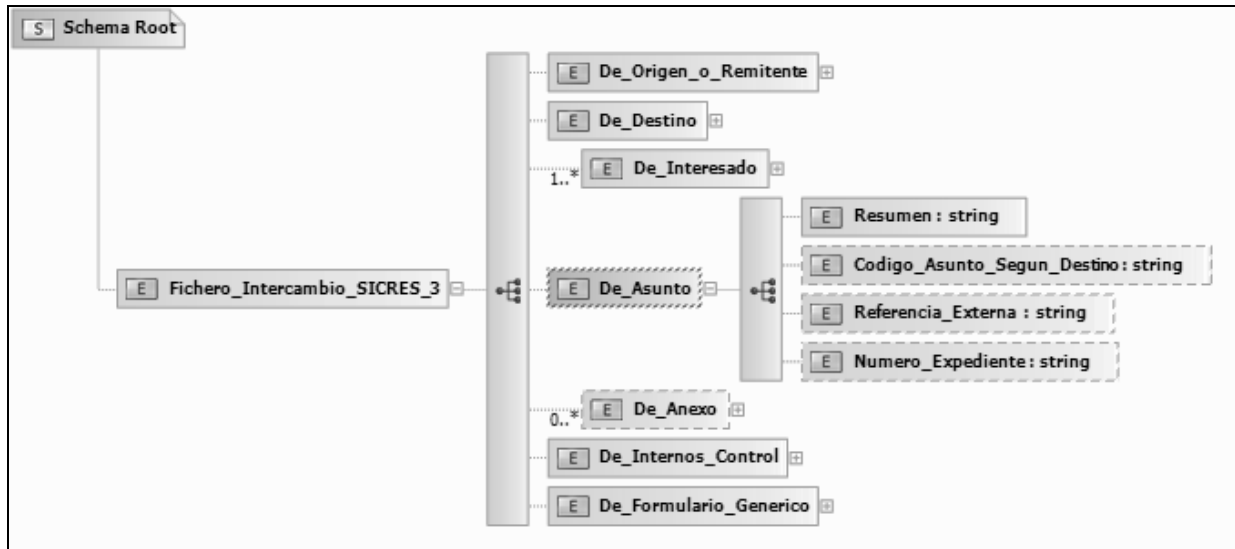 S Schema Root
E De_Origen_o_Remitente
E De_Destino
1..* E De_Interesado
E Resumen : string
E Codigo_Asunto_Segun_Destino : string
E Fichero_Intercambio_SICRES_3
E De_Asunto
E Referencia_Externa : string
E Numero_Expediente : string
0..* E De_Anexo
E De_Internos_Control
E De_Formulario_Generico